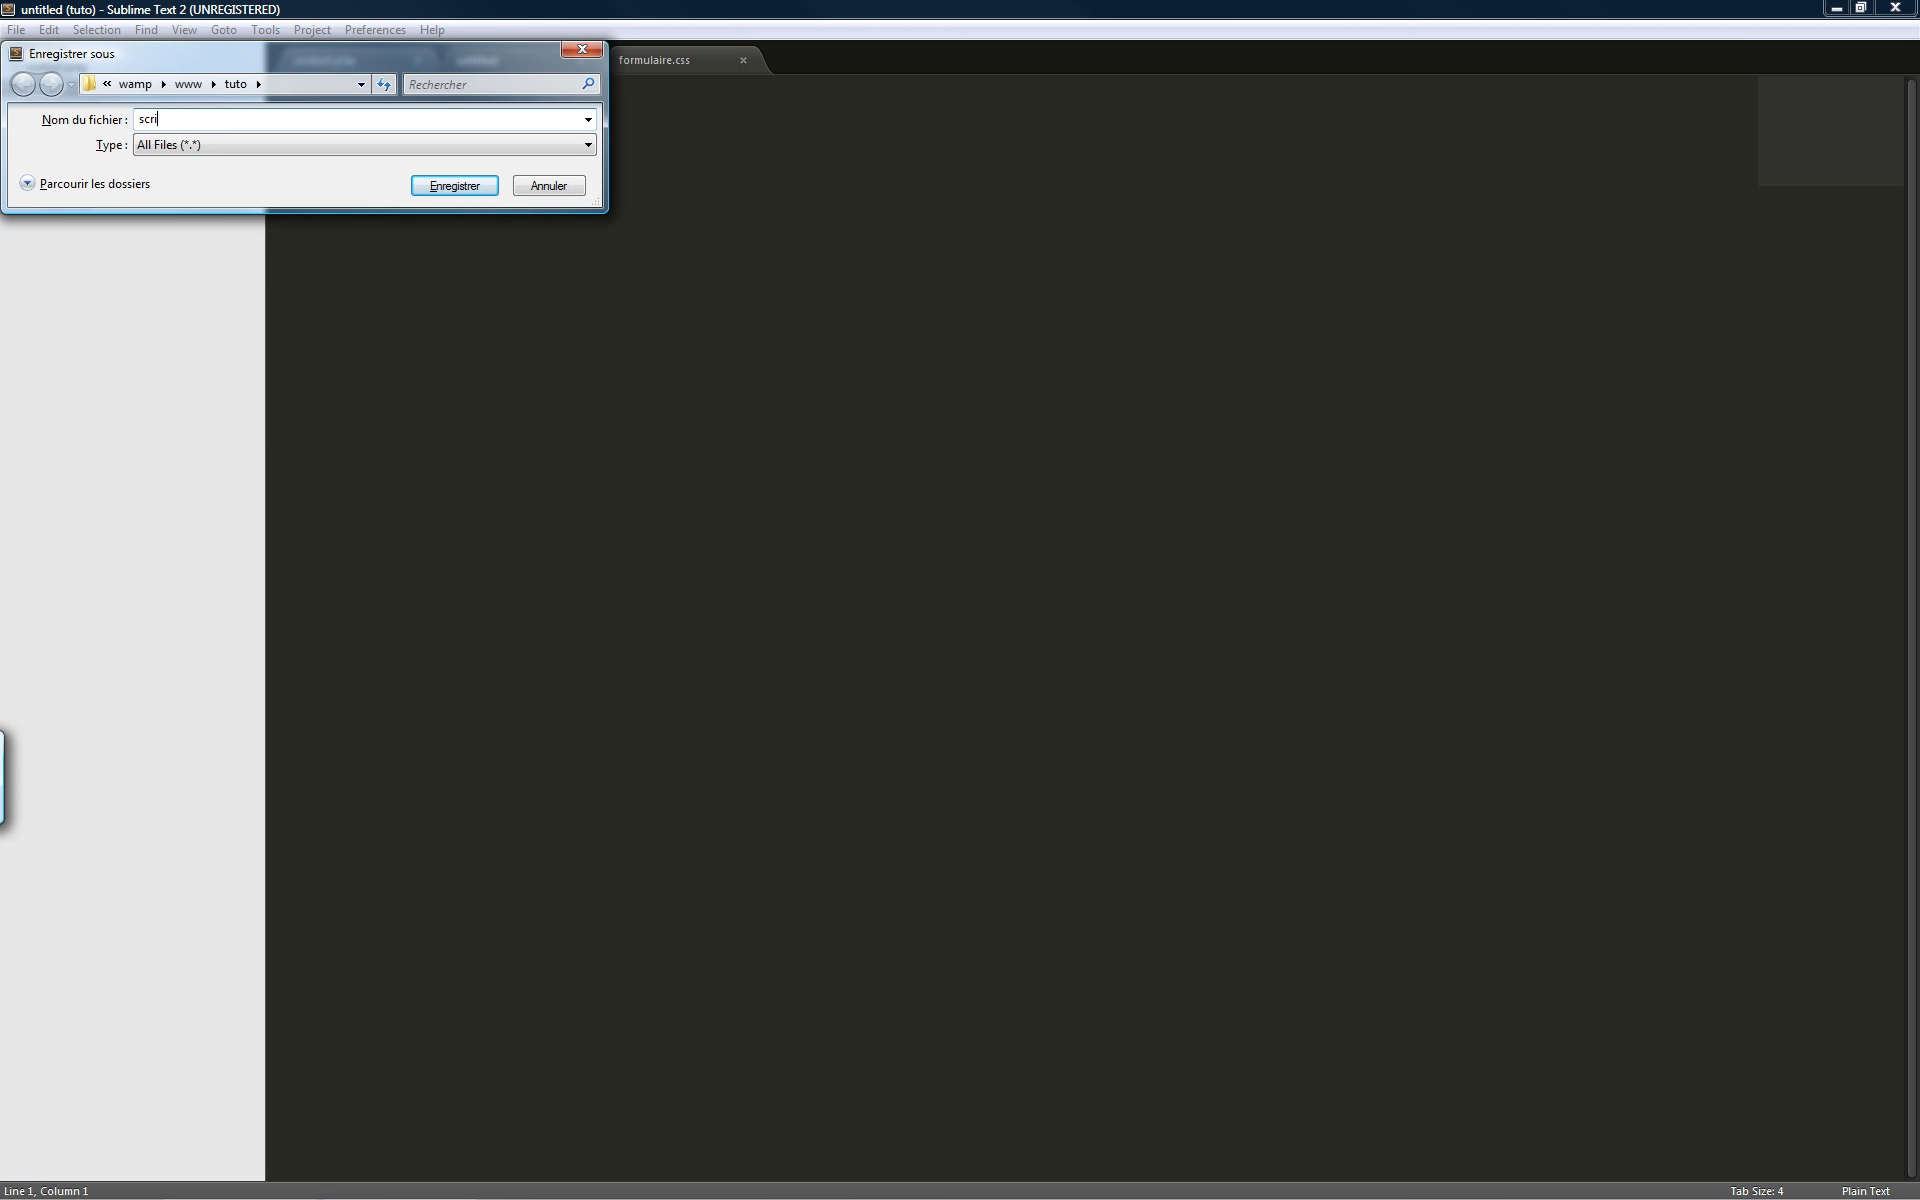 untitled (tuto) - Sublime Text 2 (UNREGISTERED)
File Edit Selection Find View Goto Tools Project Preferences Help
Enregistrer sous
formulaire.css
« wamp www tuto
Rechercher
Nom du fichier : scri
Type : All Files (*.*)
Parcourir les dossiers
Enregistrer
Annuler
Line 1, Column 1
Tab Size: 4
Plain Text